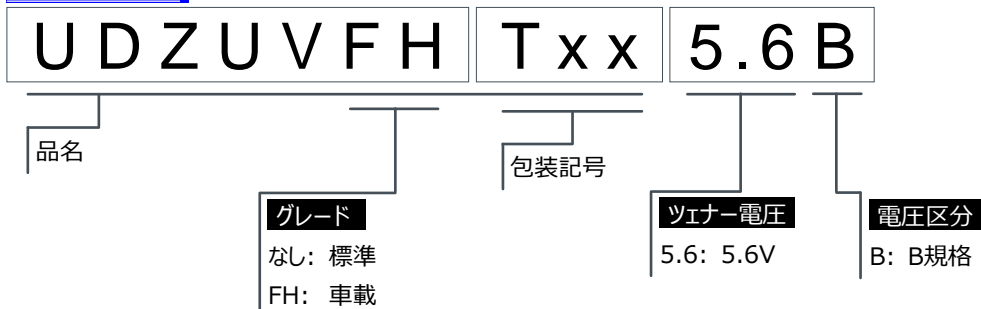 UDZUVFH Txx 5.6B
品名
包装記号
グレード
なし: 標準
FH: 車載
ツェナー電圧
5.6: 5.6V
電圧区分
B: B規格